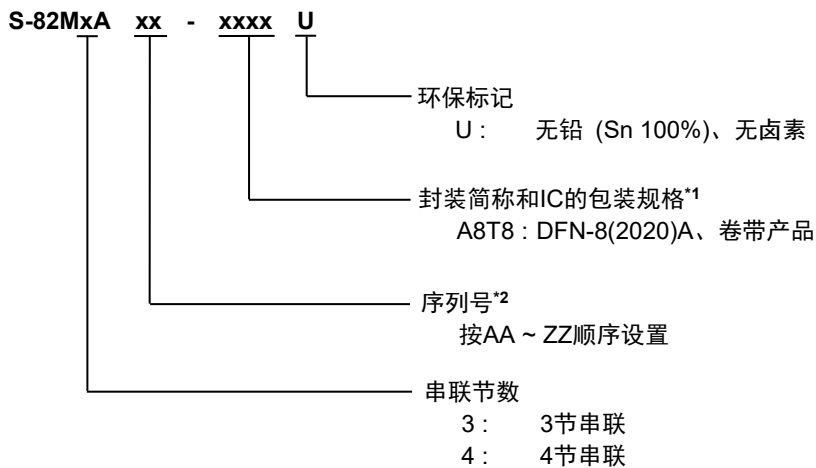 S-82MxA xx - xxxx U
环保标记
U : 无铅 (Sn 100%)、无卤素
封装简称和IC的包装规格*1
A8T8 : DFN-8(2020)A、卷带产品
序列号*2
按AA ~ ZZ顺序设置
串联节数
3 : 3节串联
4 : 4节串联